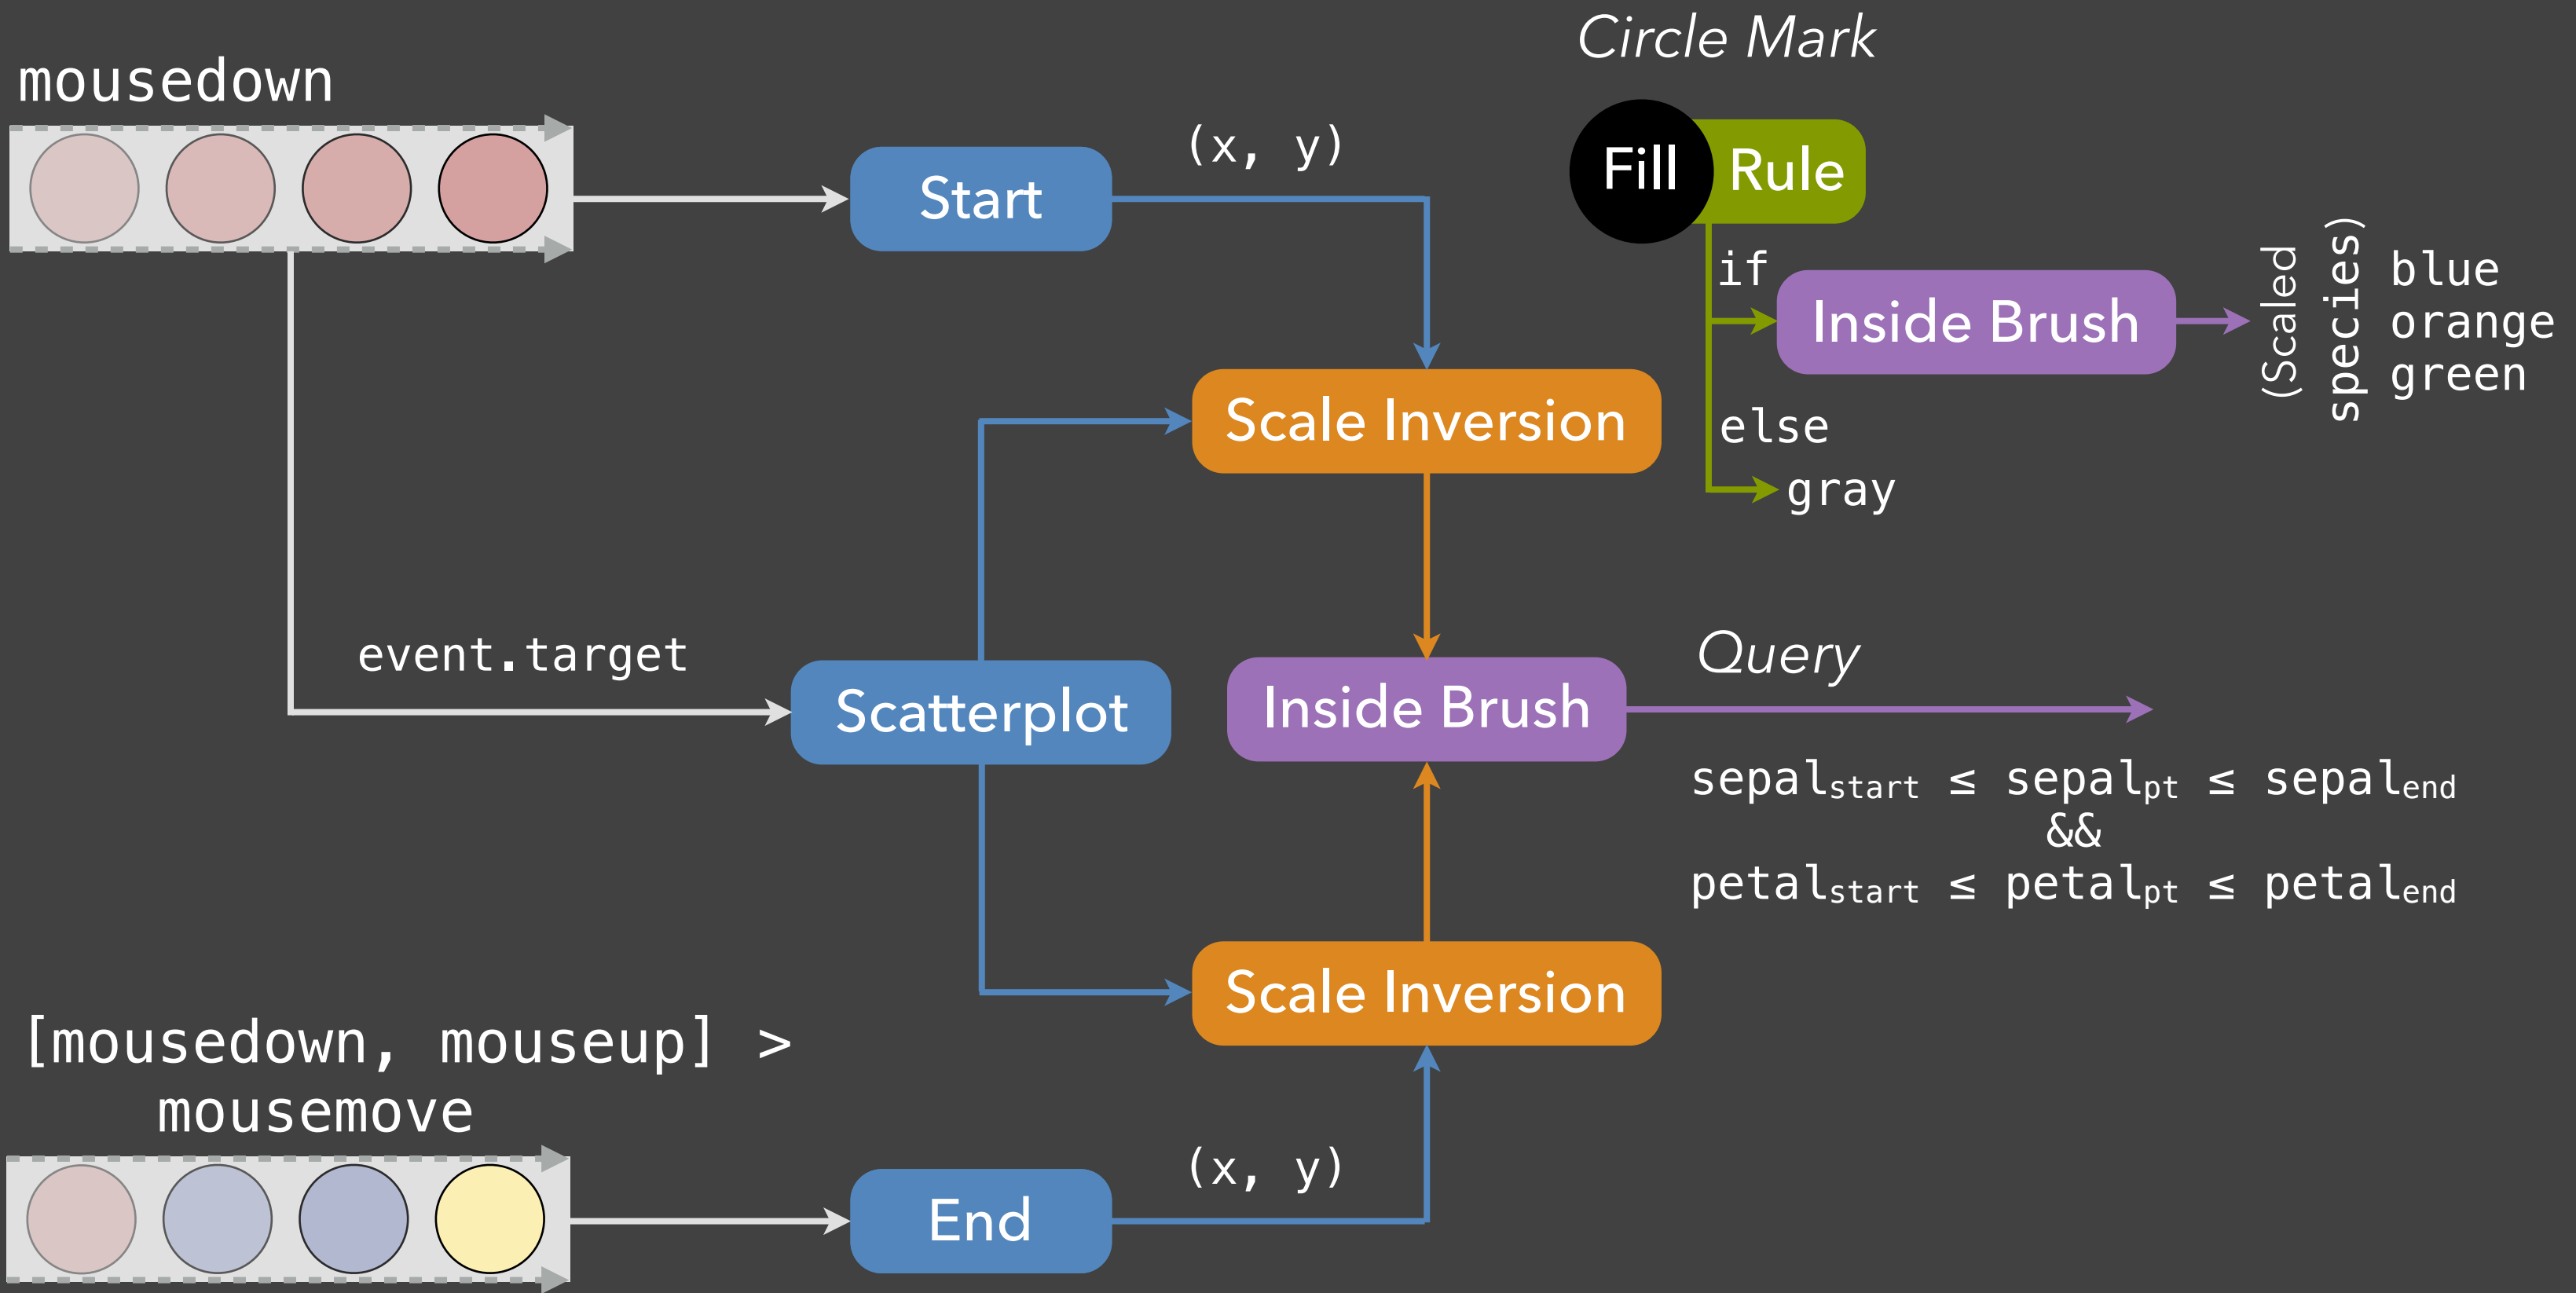 Circle Mark
mousedown
Start
(x, y)
Fill
Rule
if
Inside Brush
(Scaled
species)
blue
orange
green
else
gray
Scale Inversion
event.target
Scatterplot
Inside Brush
Query
sepalstart ≤ sepalpt ≤ sepalend
&&
petalstart ≤ petalpt ≤ petalend
Scale Inversion
[mousedown, mouseup] >
mousemove
End
(x, y)